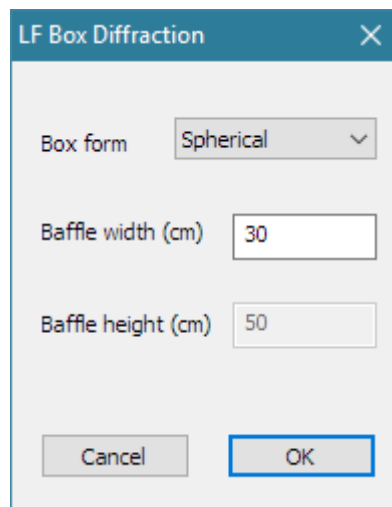 LF Box Diffraction
Box form Spherical
Baffle width (cm) 30
Baffle height (cm) 50
Cancel OK